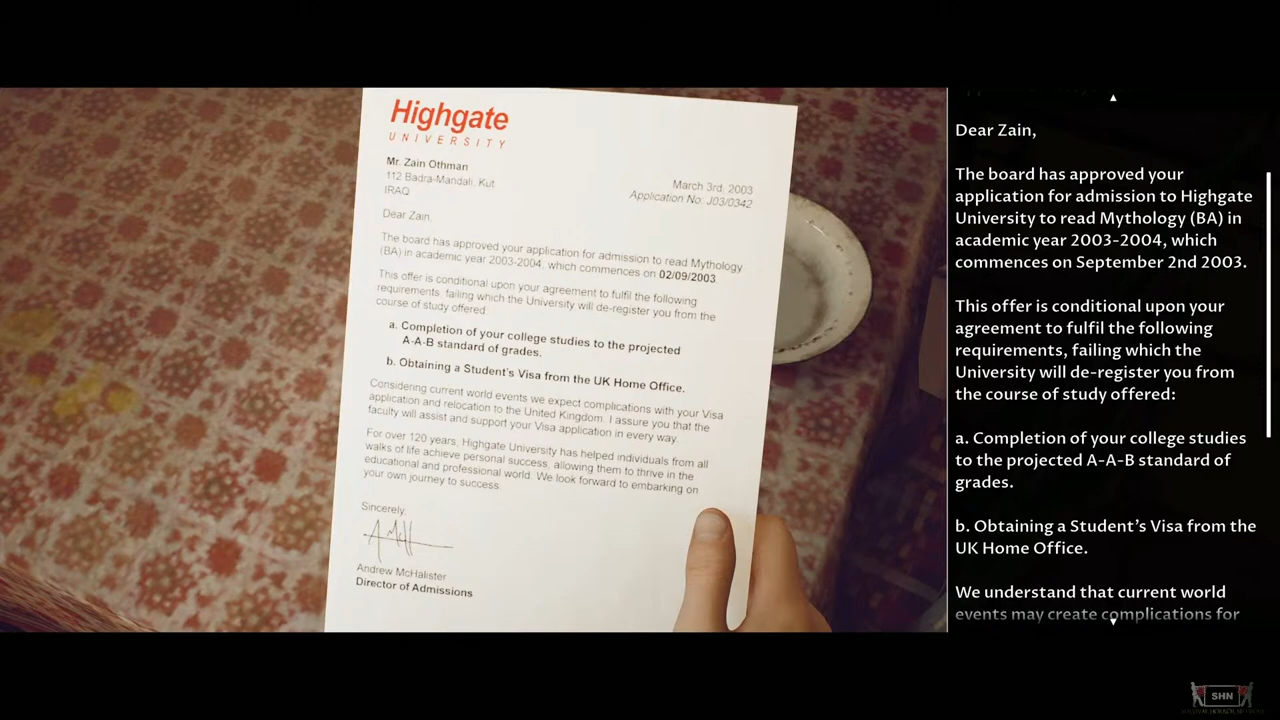 Highgate
UNIVERSITY
Mr. Zain Othman
112 Badra-Mandali, Kut
IRAQ
March 3rd, 2003
Application No: J03/0342
Dear Zain,
The board has approved your application for admission to read Mythology
(BA) in academic year 2003-2004, which commences on 02/09/2003
This offer is conditional upon your agreement to fulfil the following
requirements, failing which the University will de-register you from the
course of study offered:
a. Completion of your college studies to the projected
A-A-B standard of grades.
b. Obtaining a Student's Visa from the UK Home Office.
Considering current world events we expect complications with your Visa
application and relocation to the United Kingdom. I assure you that the
faculty will assist and support your Visa application in every way.
For over 120 years, Highgate University has helped individuals from all
walks of life achieve personal success, allowing them to thrive in the
educational and professional world. We look forward to embarking on
your own journey to success.
Sincerely,
Andrew McHalister
Director of Admissions
Dear Zain,
The board has approved your
application for admission to Highgate
University to read Mythology (BA) in
academic year 2003-2004, which
commences on September 2nd 2003.
This offer is conditional upon your
agreement to fulfil the following
requirements, failing which the
University will de-register you from
the course of study offered:
a. Completion of your college studies
to the projected A-A-B standard of
grades.
b. Obtaining a Student's Visa from the
UK Home Office.
We understand that current world
events may create complications for
SHN